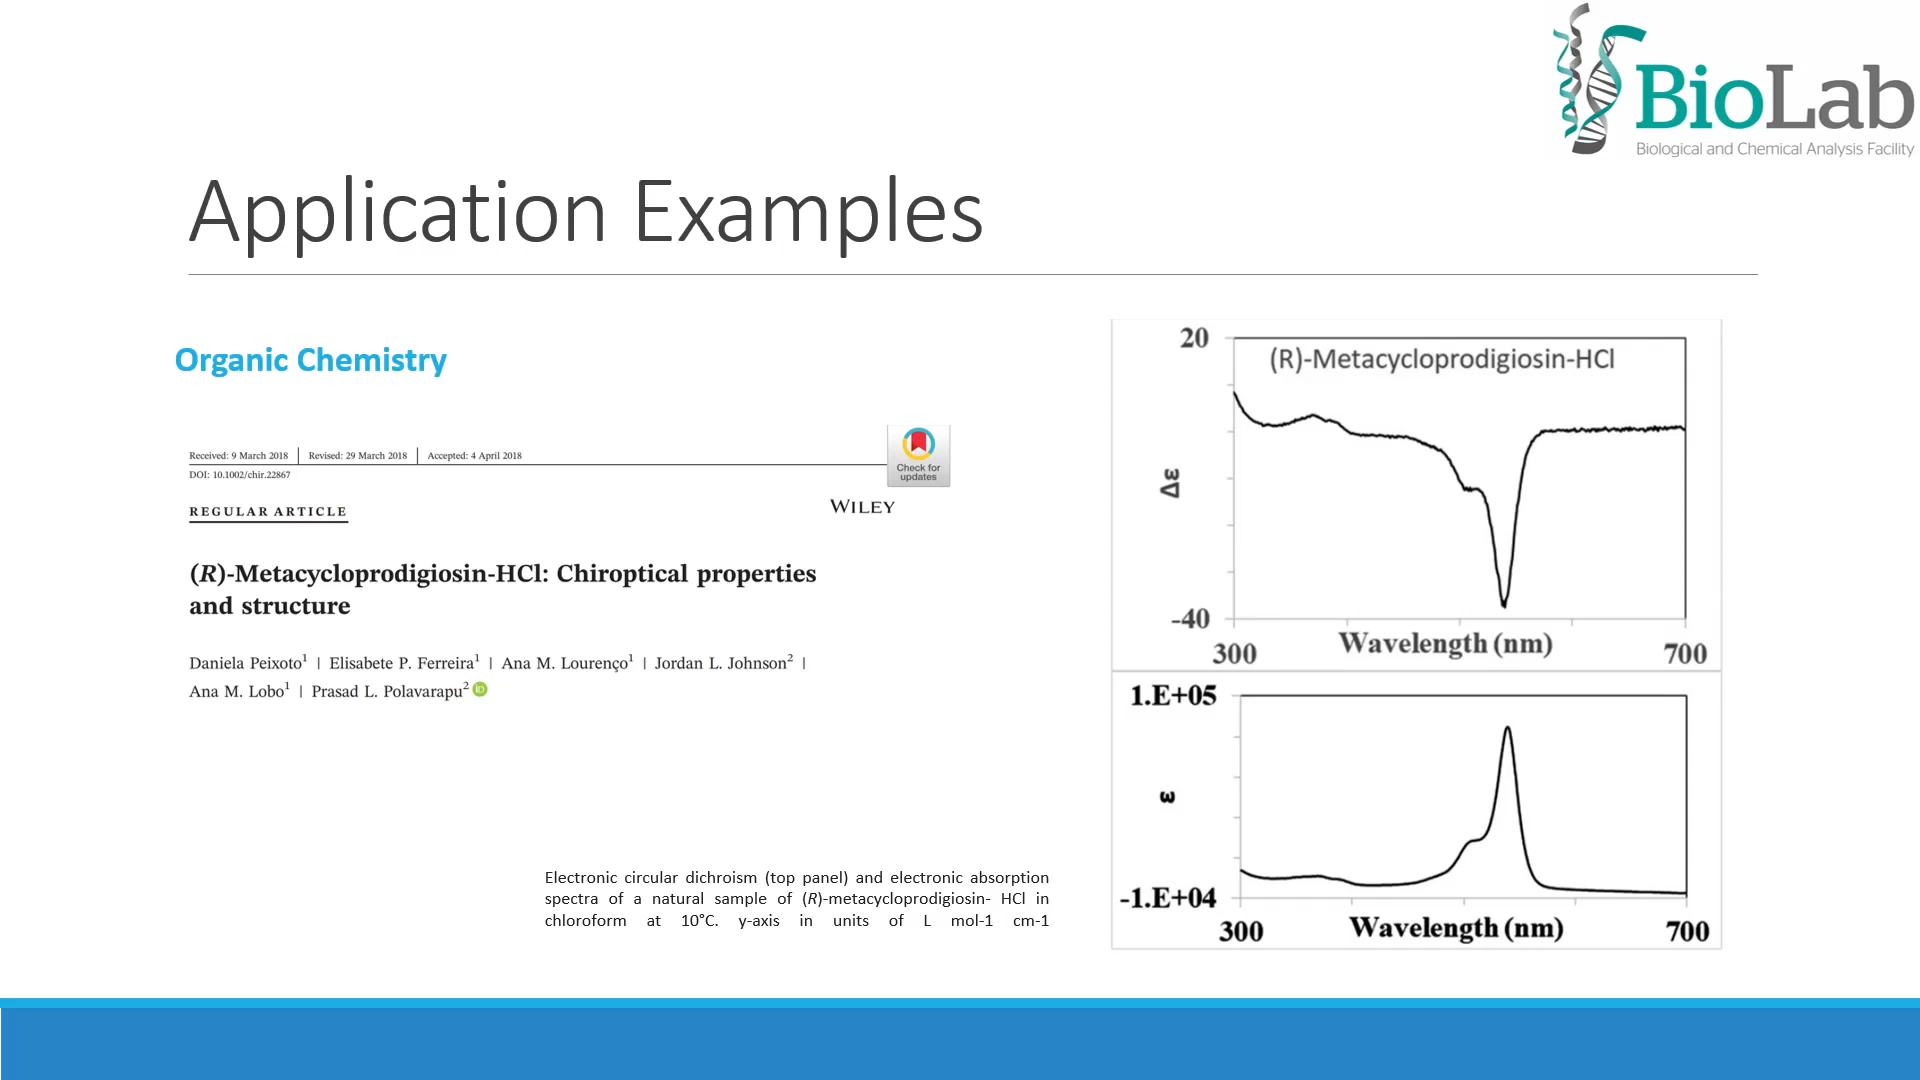 BioLab
Biological and Chemical Analysis Facility
Application Examples
Organic Chemistry
Received: 9 March 2018 | Revised: 29 March 2018 | Accepted: 4 April 2018
DOI: 10.1002/chir.22867
Check for
updates
REGULAR ARTICLE
WILEY
(R)-Metacycloprodigiosin-HCl: Chiroptical properties
and structure
Daniela Peixoto1 | Elisabete P. Ferreira1 | Ana M. Lourenço1 | Jordan L. Johnson2 |
Ana M. Lobo1 | Prasad L. Polavarapu2 iD
Electronic circular dichroism (top panel) and electronic absorption
spectra of a natural sample of (R)-metacycloprodigiosin- HCl in
chloroform at 10°C. y-axis in units of L mol-1 cm-1
20
(R)-Metacycloprodigiosin-HCl
Δε
-40
Wavelength (nm)
300
700
1.E+05
ε
-1.E+04
Wavelength (nm)
300
700